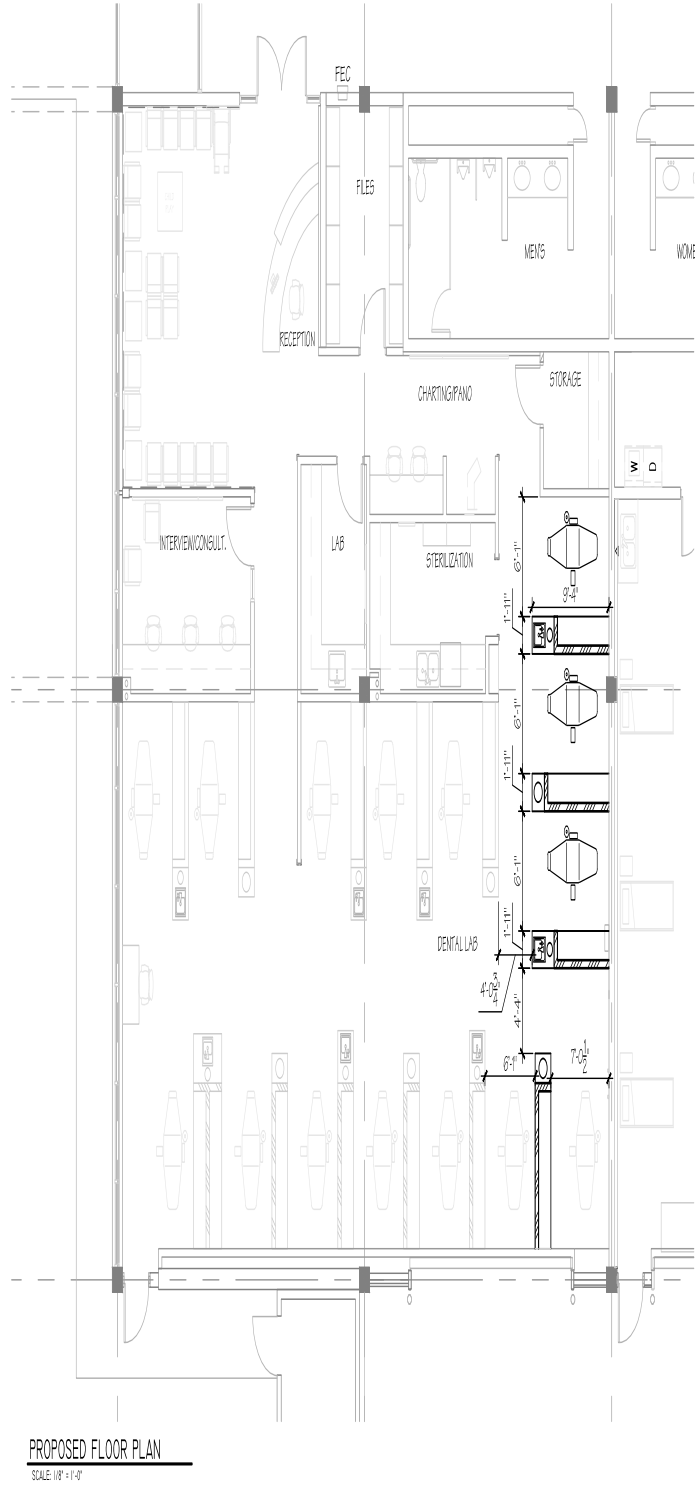 FEC
FILES
MEN'S
WOME
RECEPTION
CHARTING/PANO
STORAGE
W
D
INTERVIEW/CONSULT.
LAB
STERILIZATION
6'-1"
9'-4"
1'-11"
6'-1"
1'-11"
6'-1"
1'-11"
DENTAL LAB
4'-0 3/4"
4'-4"
6'-1"
7'-0 1/2"
PROPOSED FLOOR PLAN
SCALE: 1/8" = 1'-0"